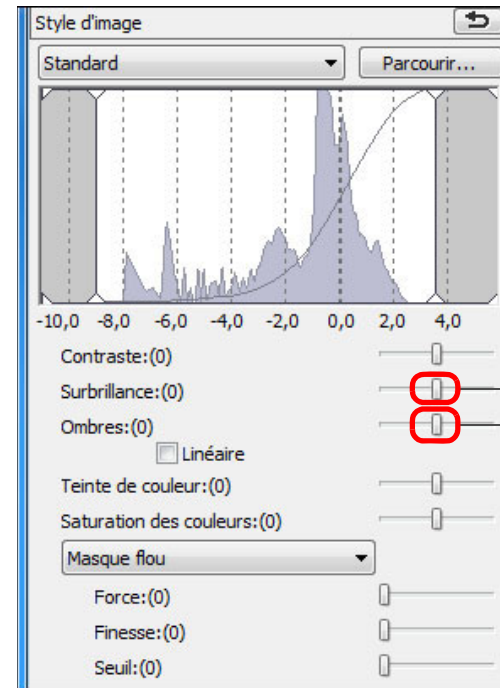 Style d'image
Standard Parcourir...
-10,0 -8,0 -6,0 -4,0 -2,0 0,0 2,0 4,0
Contraste:(0)
Surbrillance:(0)
Ombres:(0)
Linéaire
Teinte de couleur:(0)
Saturation des couleurs:(0)
Masque flou
Force:(0)
Finesse:(0)
Seuil:(0)